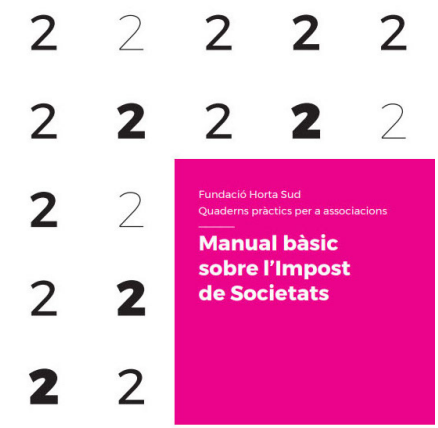 2 2 2 2 2
2 2 2 2 2
2 2
Fundació Horta Sud
Quaderns pràctics per a associacions
Manual bàsic
sobre l’Impost
de Societats
2 2
2 2